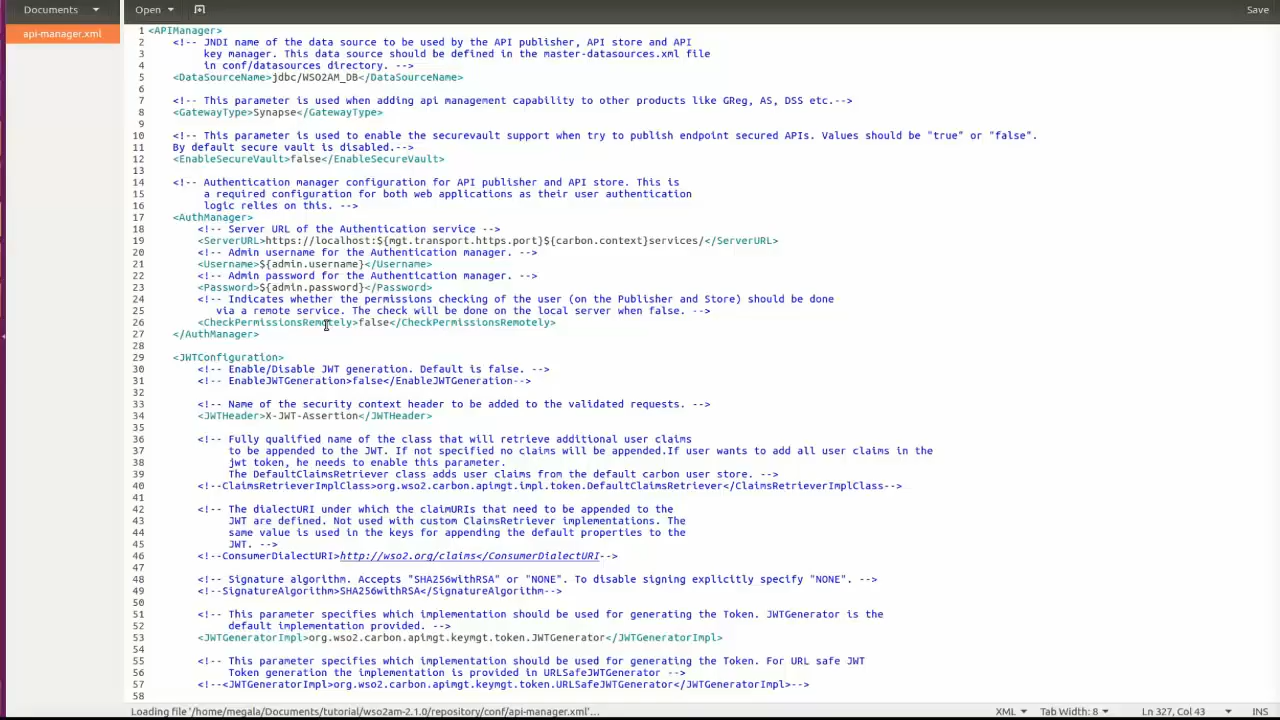 Documents
Open
Save
api-manager.xml
1 <APIManager>
2 <!-- JNDI name of the data source to be used by the API publisher, API store and API
3 key manager. This data source should be defined in the master-datasources.xml file
4 in conf/datasources directory. -->
5 <DataSourceName>jdbc/WSO2AM_DB</DataSourceName>
6
7 <!-- This parameter is used when adding api management capability to other products like GReg, AS, DSS etc.-->
8 <GatewayType>Synapse</GatewayType>
9
10 <!-- This parameter is used to enable the securevault support when try to publish endpoint secured APIs. Values should be "true" or "false".
11 By default secure vault is disabled.-->
12 <EnableSecureVault>false</EnableSecureVault>
13
14 <!-- Authentication manager configuration for API publisher and API store. This is
15 a required configuration for both web applications as their user authentication
16 logic relies on this. -->
17 <AuthManager>
18 <!-- Server URL of the Authentication service -->
19 <ServerURL>https://localhost:${mgt.transport.https.port}${carbon.context}services/</ServerURL>
20 <!-- Admin username for the Authentication manager. -->
21 <Username>${admin.username}</Username>
22 <!-- Admin password for the Authentication manager. -->
23 <Password>${admin.password}</Password>
24 <!-- Indicates whether the permissions checking of the user (on the Publisher and Store) should be done
25 via a remote service. The check will be done on the local server when false. -->
26 <CheckPermissionsRemotely>false</CheckPermissionsRemotely>
27 </AuthManager>
28
29 <JWTConfiguration>
30 <!-- Enable/Disable JWT generation. Default is false. -->
31 <!-- EnableJWTGeneration>false</EnableJWTGeneration-->
32
33 <!-- Name of the security context header to be added to the validated requests. -->
34 <JWTHeader>X-JWT-Assertion</JWTHeader>
35
36 <!-- Fully qualified name of the class that will retrieve additional user claims
37 to be appended to the JWT. If not specified no claims will be appended.If user wants to add all user claims in the
38 jwt token, he needs to enable this parameter.
39 The DefaultClaimsRetriever class adds user claims from the default carbon user store. -->
40 <!--ClaimsRetrieverImplClass>org.wso2.carbon.apimgt.impl.token.DefaultClaimsRetriever</ClaimsRetrieverImplClass-->
41
42 <!-- The dialectURI under which the claimURIs that need to be appended to the
43 JWT are defined. Not used with custom ClaimsRetriever implementations. The
44 same value is used in the keys for appending the default properties to the
45 JWT. -->
46 <!--ConsumerDialectURI>http://wso2.org/claims</ConsumerDialectURI-->
47
48 <!-- Signature algorithm. Accepts "SHA256withRSA" or "NONE". To disable signing explicitly specify "NONE". -->
49 <!--SignatureAlgorithm>SHA256withRSA</SignatureAlgorithm-->
50
51 <!-- This parameter specifies which implementation should be used for generating the Token. JWTGenerator is the
52 default implementation provided. -->
53 <JWTGeneratorImpl>org.wso2.carbon.apimgt.keymgt.token.JWTGenerator</JWTGeneratorImpl>
54
55 <!-- This parameter specifies which implementation should be used for generating the Token. For URL safe JWT
56 Token generation the implementation is provided in URLSafeJWTGenerator -->
57 <!--<JWTGeneratorImpl>org.wso2.carbon.apimgt.keymgt.token.URLSafeJWTGenerator</JWTGeneratorImpl>-->
58
Loading file '/home/megala/Documents/tutorial/wso2am-2.1.0/repository/conf/api-manager.xml'...
XML
Tab Width: 8
Ln 327, Col 43
INS